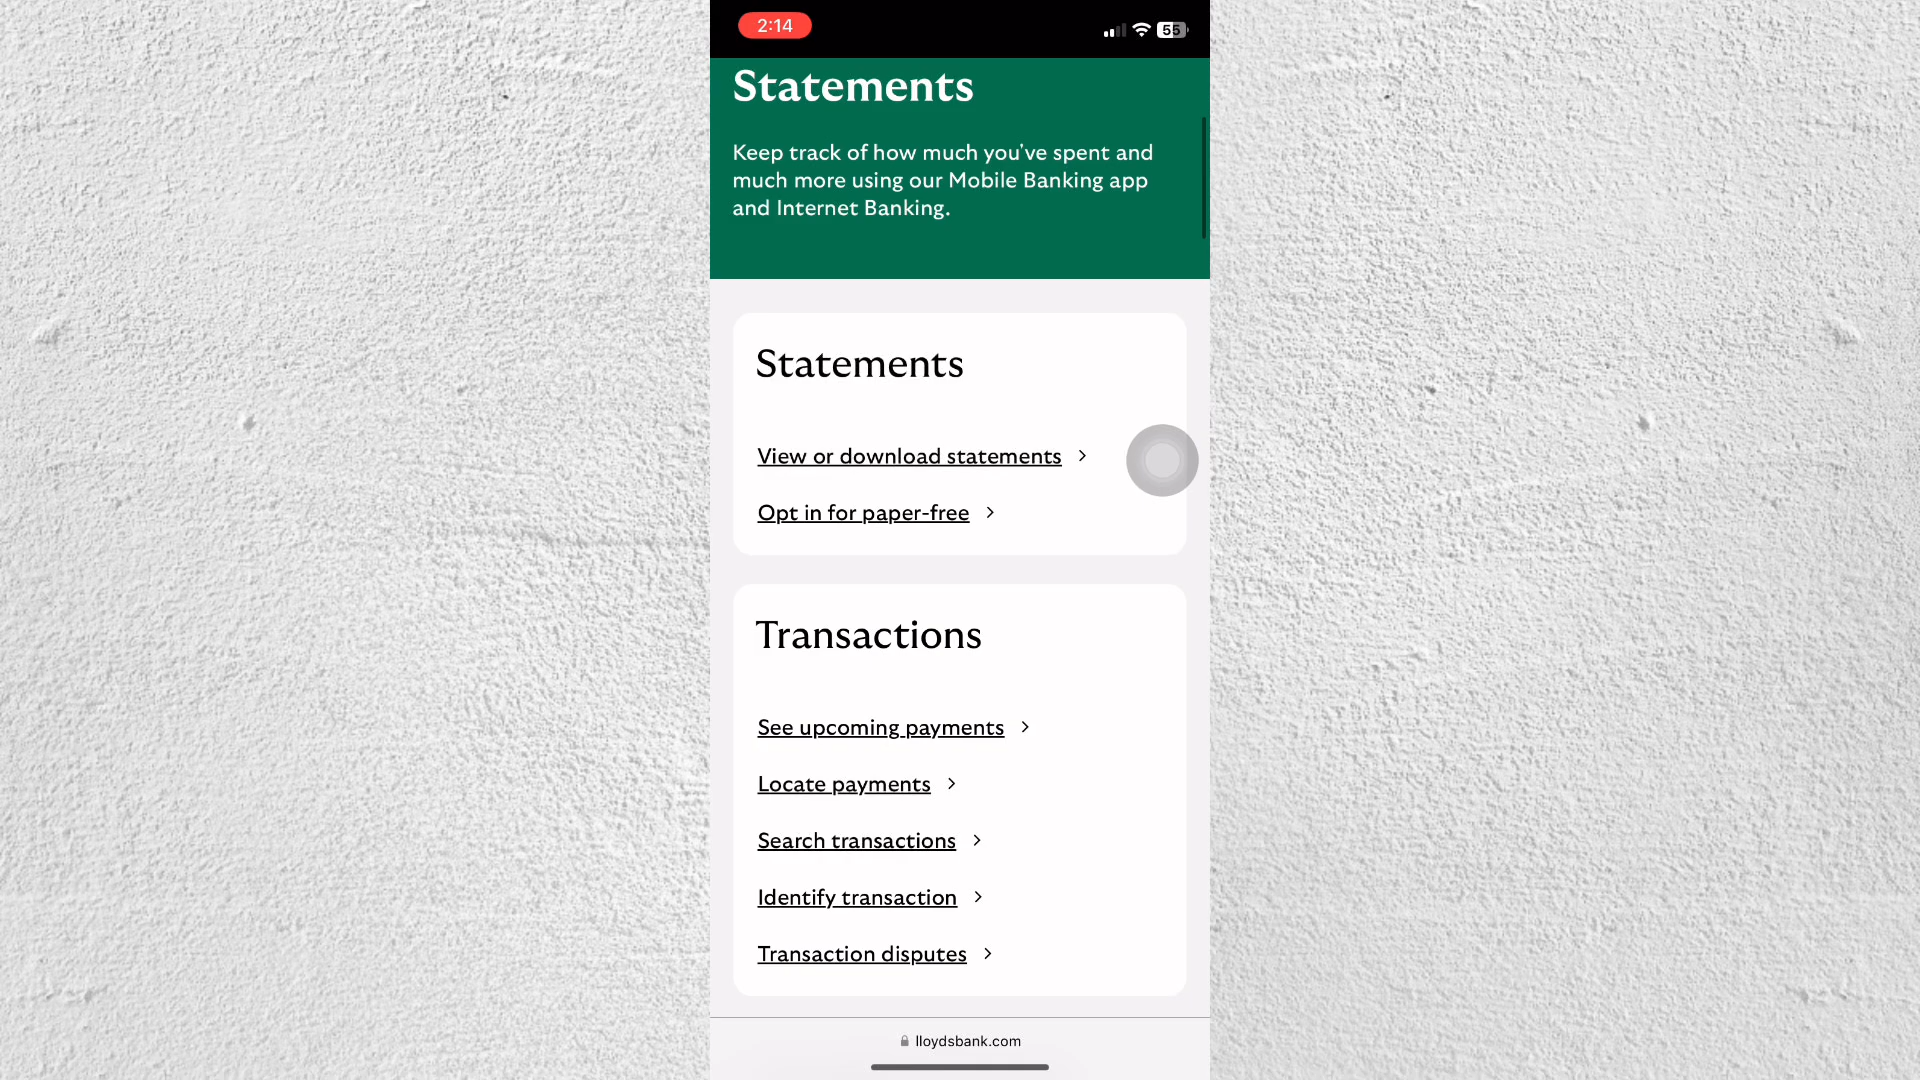 2:14
55
Statements
Keep track of how much you've spent and
much more using our Mobile Banking app
and Internet Banking.
Statements
View or download statements
Opt in for paper-free
Transactions
See upcoming payments
Locate payments
Search transactions
Identify transaction
Transaction disputes
lloydsbank.com